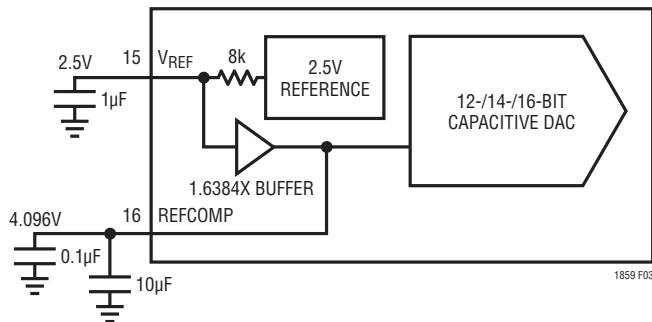 2.5V
15
VREF
8k
2.5V
REFERENCE
12-/14-/16-BIT
CAPACITIVE DAC
1µF
1.6384X BUFFER
4.096V
16
REFCOMP
0.1µF
10µF
1859 F03